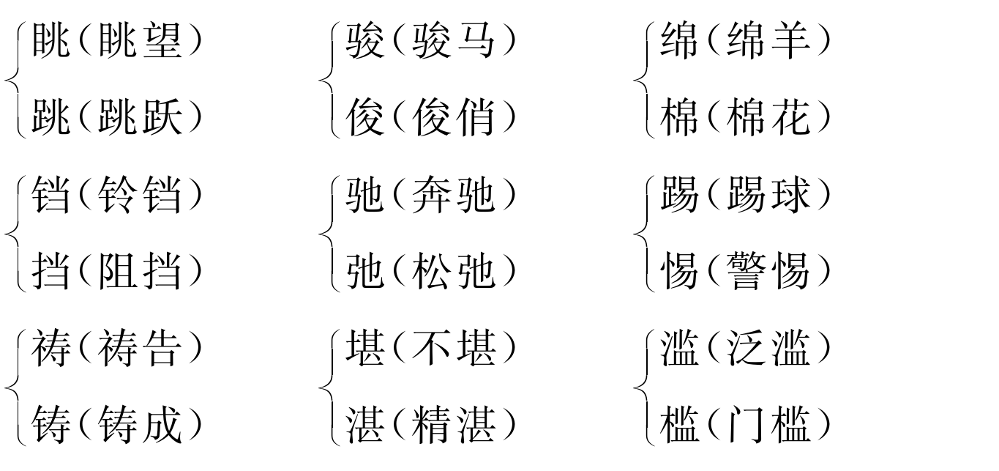 眺(眺望) 骏(骏马) 绵(绵羊)
跳(跳跃) 俊(俊俏) 棉(棉花)
铛(铃铛) 驰(奔驰) 踢(踢球)
挡(阻挡) 弛(松弛) 惕(警惕)
祷(祷告) 堪(不堪) 滥(泛滥)
铸(铸成) 湛(精湛) 槛(门槛)